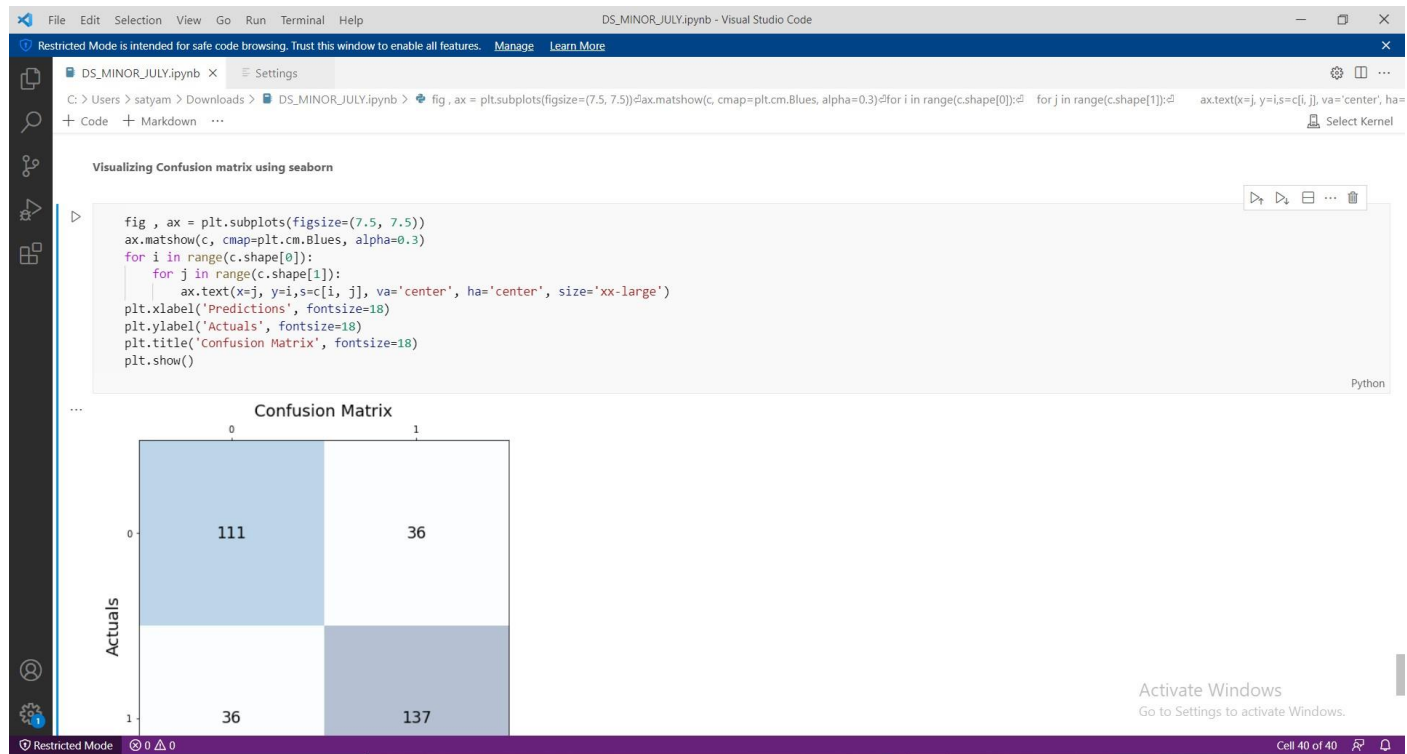 File Edit Selection View Go Run Terminal Help DS_MINOR_JULY.ipynb - Visual Studio Code
Restricted Mode is intended for safe code browsing. Trust this window to enable all features. Manage Learn More
DS_MINOR_JULY.ipynb Settings
C: > Users > satyam > Downloads > DS_MINOR_JULY.ipynb > fig , ax = plt.subplots(figsize=(7.5, 7.5))⏎ax.matshow(c, cmap=plt.cm.Blues, alpha=0.3)⏎for i in range(c.shape[0]):⏎ for j in range(c.shape[1]):⏎ ax.text(x=j, y=i,s=c[i, j], va='center', ha=
+ Code + Markdown ... Select Kernel
Visualizing Confusion matrix using seaborn
fig , ax = plt.subplots(figsize=(7.5, 7.5))
ax.matshow(c, cmap=plt.cm.Blues, alpha=0.3)
for i in range(c.shape[0]):
    for j in range(c.shape[1]):
        ax.text(x=j, y=i,s=c[i, j], va='center', ha='center', size='xx-large')
plt.xlabel('Predictions', fontsize=18)
plt.ylabel('Actuals', fontsize=18)
plt.title('Confusion Matrix', fontsize=18)
plt.show()
Python
Confusion Matrix
0 1
0 111 36
Actuals
1 36 137
Activate Windows
Go to Settings to activate Windows.
1
Restricted Mode 0 0 Cell 40 of 40